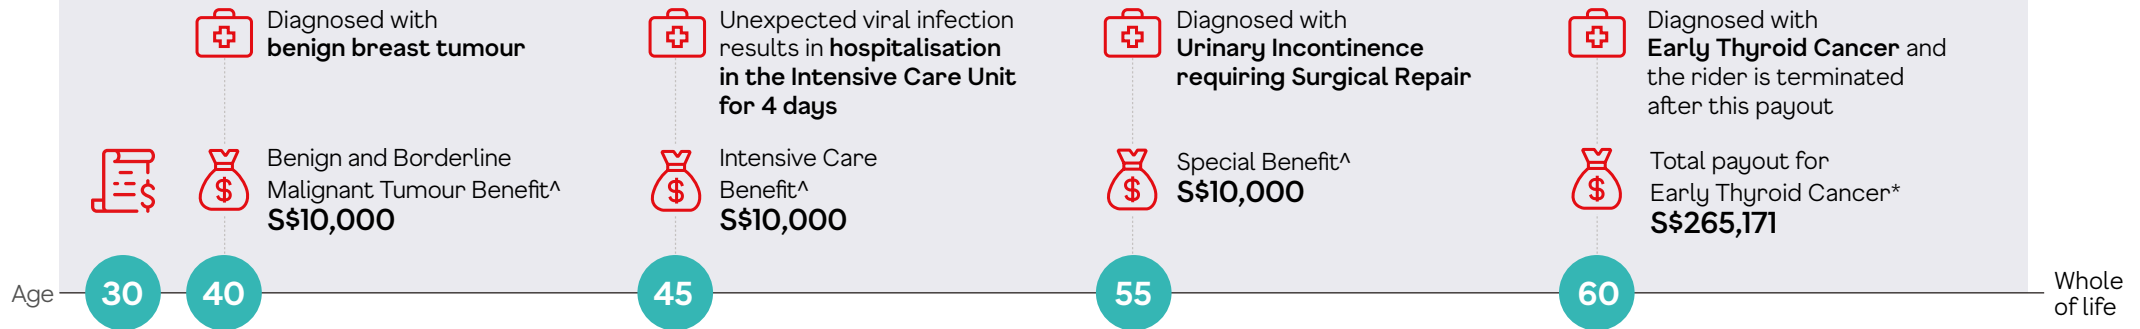 Diagnosed with
benign breast tumour
Unexpected viral infection
results in hospitalisation
in the Intensive Care Unit
for 4 days
Diagnosed with
Urinary Incontinence
requiring Surgical Repair
Diagnosed with
Early Thyroid Cancer and
the rider is terminated
after this payout
$
$
Benign and Borderline
Malignant Tumour Benefit^
S$10,000
$
Intensive Care
Benefit^
S$10,000
$
Special Benefit^
S$10,000
$
Total payout for
Early Thyroid Cancer*
S$265,171
Age
30
40
45
55
60
Whole
of life